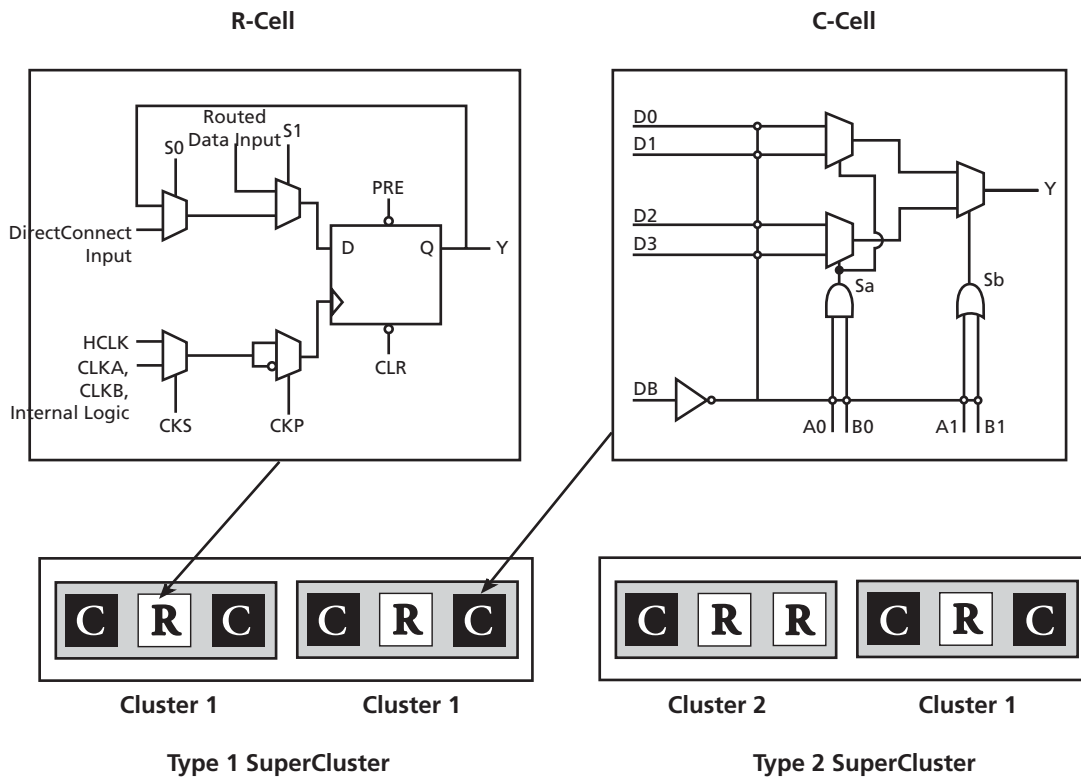 R-Cell
C-Cell
Routed
Data Input
S1
S0
PRE
DirectConnect
Input
D
Q
Y
HCLK
CLKA,
CLKB,
Internal Logic
CKS
CKP
CLR
D0
D1
D2
D3
Sa
Sb
Y
DB
A0
B0
A1
B1
C R C
C R C
C R R
C R C
Cluster 1
Cluster 1
Cluster 2
Cluster 1
Type 1 SuperCluster
Type 2 SuperCluster